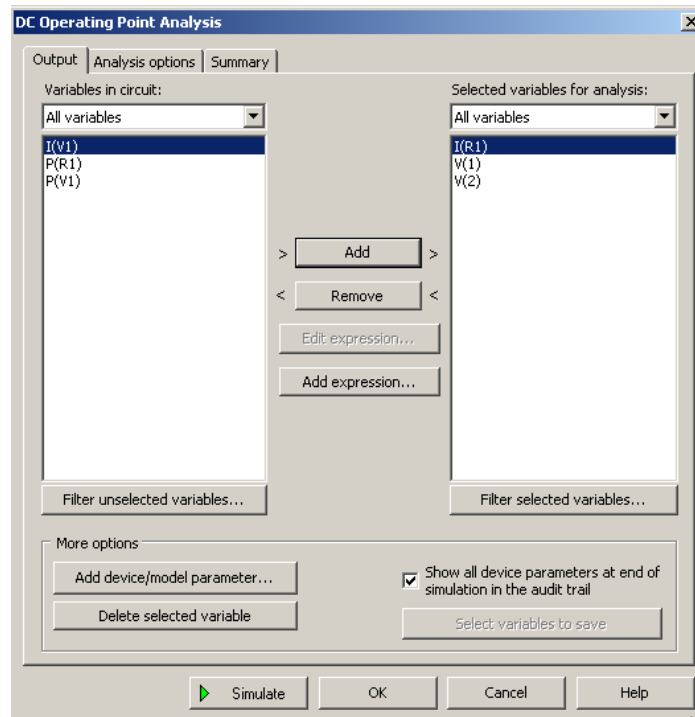 DC Operating Point Analysis
Output
Analysis options
Summary
Variables in circuit:
All variables
I(V1)
P(R1)
P(V1)
Filter unselected variables...
> Add >
< Remove <
Edit expression...
Add expression...
Selected variables for analysis:
All variables
I(R1)
V(1)
V(2)
Filter selected variables...
More options
Add device/model parameter...
Delete selected variable
Show all device parameters at end of
simulation in the audit trail
Select variables to save
Simulate
OK
Cancel
Help